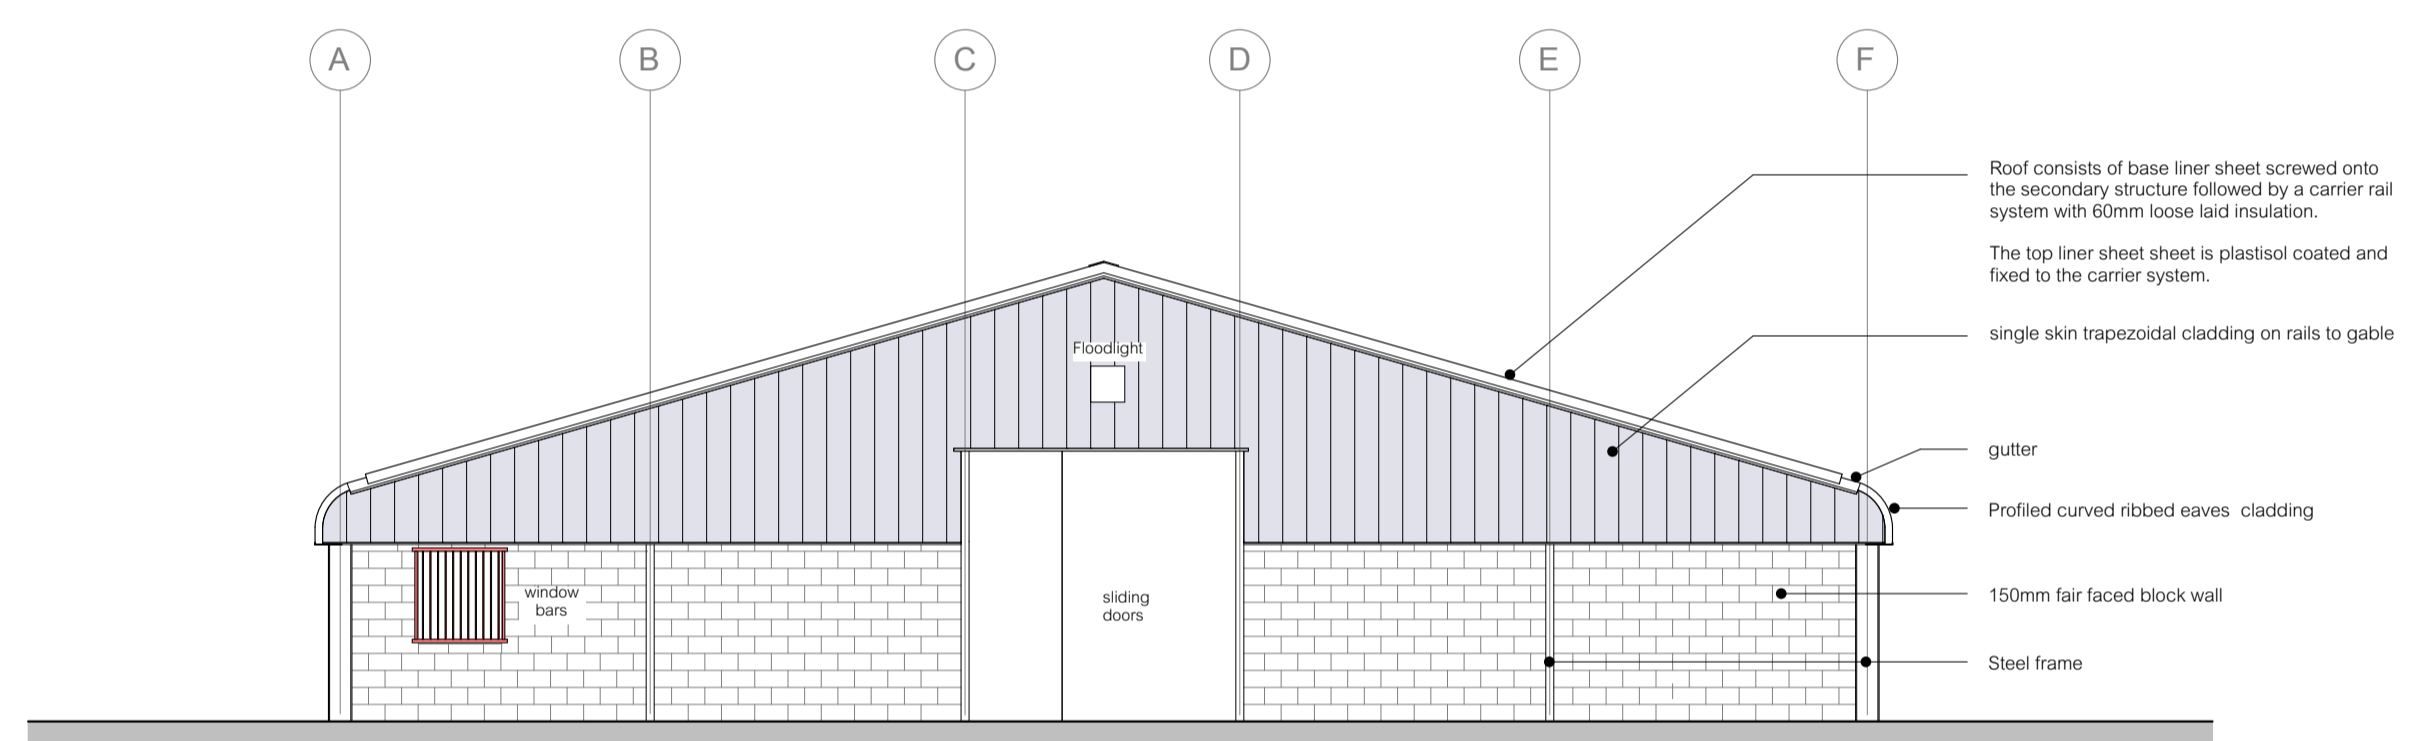 A B C D E F
Roof consists of base liner sheet screwed onto
the secondary structure followed by a carrier rail
system with 60mm loose laid insulation.
The top liner sheet sheet is plastisol coated and
fixed to the carrier system.
single skin trapezoidal cladding on rails to gable
Floodlight
gutter
Profiled curved ribbed eaves cladding
window
bars
sliding
doors
150mm fair faced block wall
Steel frame